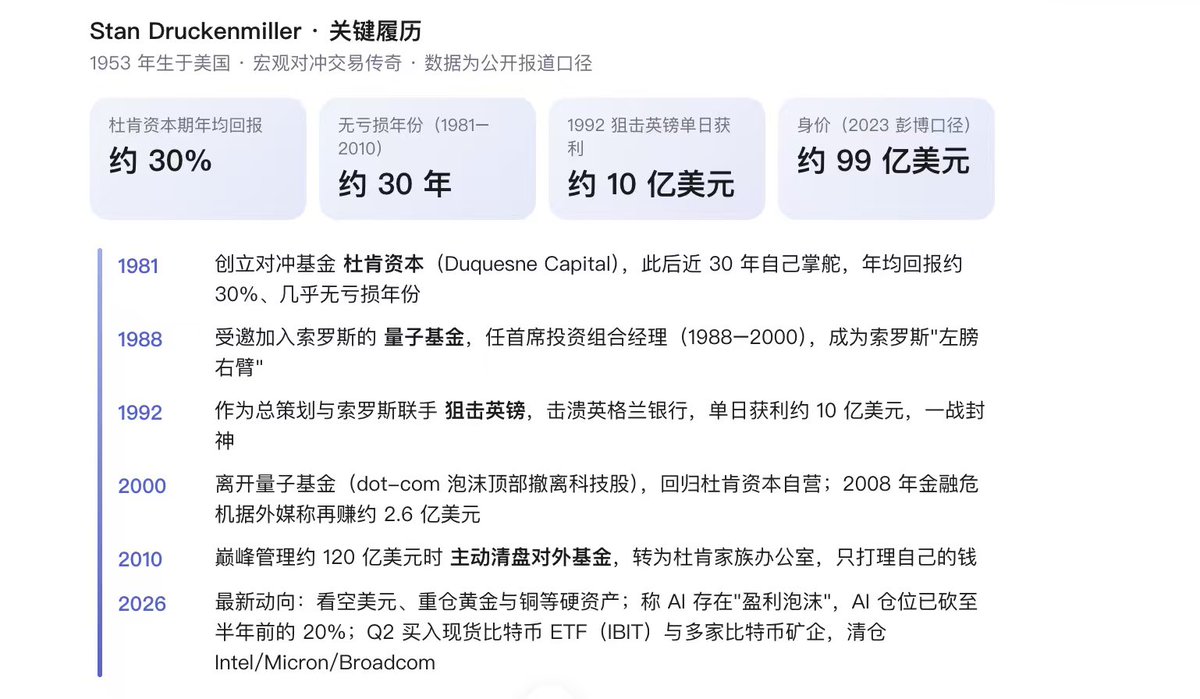 Stan Druckenmiller · 关键履历
1953 年生于美国 · 宏观对冲交易传奇 · 数据为公开报道口径
杜肯资本期年均回报
约 30%
无亏损年份（1981—
2010）
约 30 年
1992 狙击英镑单日获
利
约 10 亿美元
身价（2023 彭博口径）
约 99 亿美元
1981
创立对冲基金 杜肯资本（Duquesne Capital），此后近 30 年自己掌舵，年均回报约
30%、几乎无亏损年份
1988
受邀加入索罗斯的 量子基金，任首席投资组合经理（1988—2000），成为索罗斯"左膀
右臂"
1992
作为总策划与索罗斯联手 狙击英镑，击溃英格兰银行，单日获利约 10 亿美元，一战封
神
2000
离开量子基金（dot-com 泡沫顶部撤离科技股），回归杜肯资本自营；2008 年金融危
机据外媒称再赚约 2.6 亿美元
2010
巅峰管理约 120 亿美元时 主动清盘对外基金，转为杜肯家族办公室，只打理自己的钱
2026
最新动向：看空美元、重仓黄金与铜等硬资产；称 AI 存在"盈利泡沫"，AI 仓位已砍至
半年前的 20%；Q2 买入现货比特币 ETF（IBIT）与多家比特币矿企，清仓
Intel/Micron/Broadcom